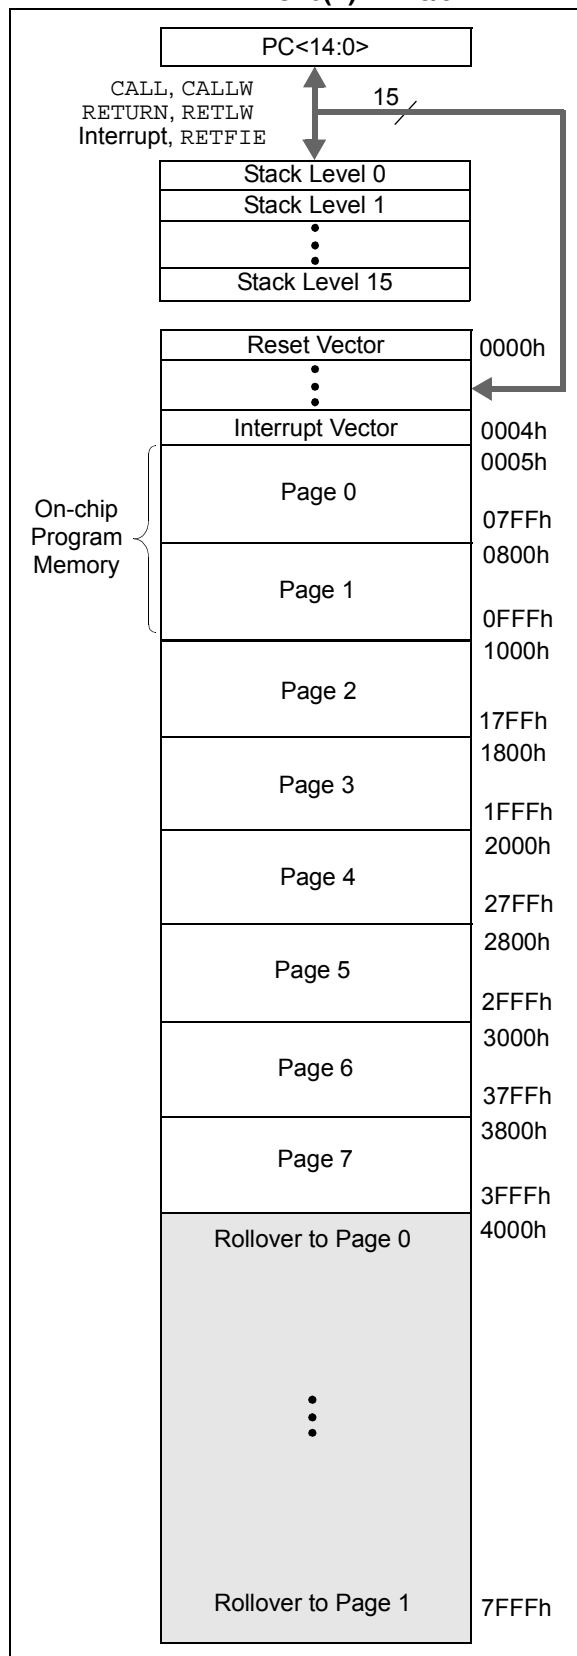 PC<14:0>
CALL, CALLW
RETURN, RETLW
Interrupt, RETFIE
15
Stack Level 0
Stack Level 1
Stack Level 15
Reset Vector
0000h
Interrupt Vector
0004h
0005h
On-chip
Program
Memory
Page 0
07FFh
0800h
Page 1
0FFFh
1000h
Page 2
17FFh
1800h
Page 3
1FFFh
2000h
Page 4
27FFh
2800h
Page 5
2FFFh
3000h
Page 6
37FFh
3800h
Page 7
3FFFh
4000h
Rollover to Page 0
Rollover to Page 1
7FFFh